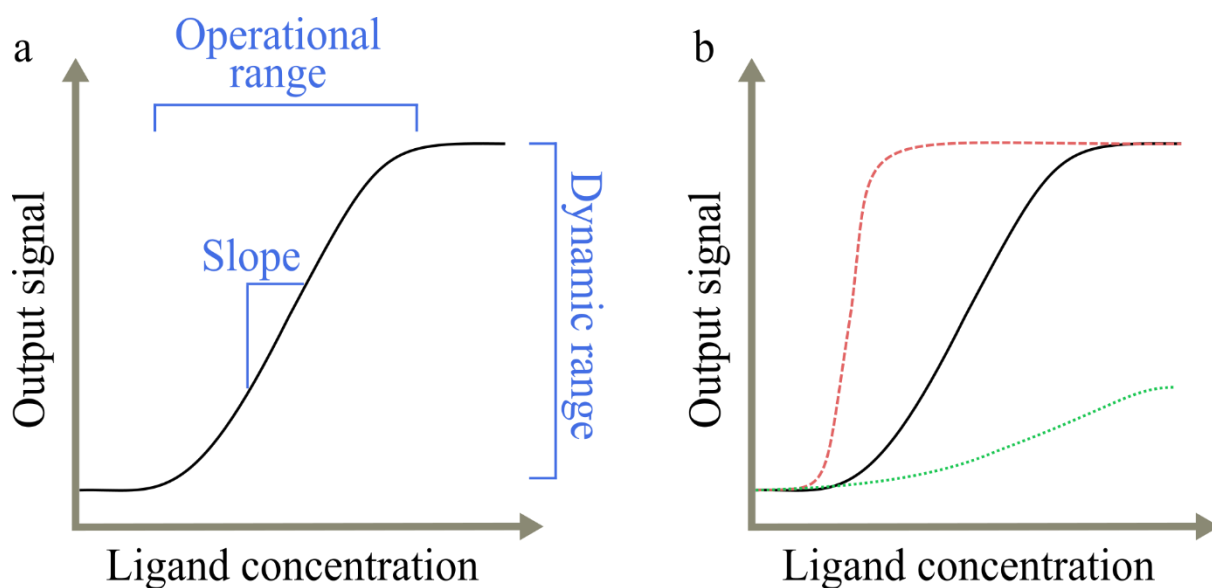 a
Operational
range
Slope
Dynamic range
Output signal
Ligand concentration
b
Output signal
Ligand concentration